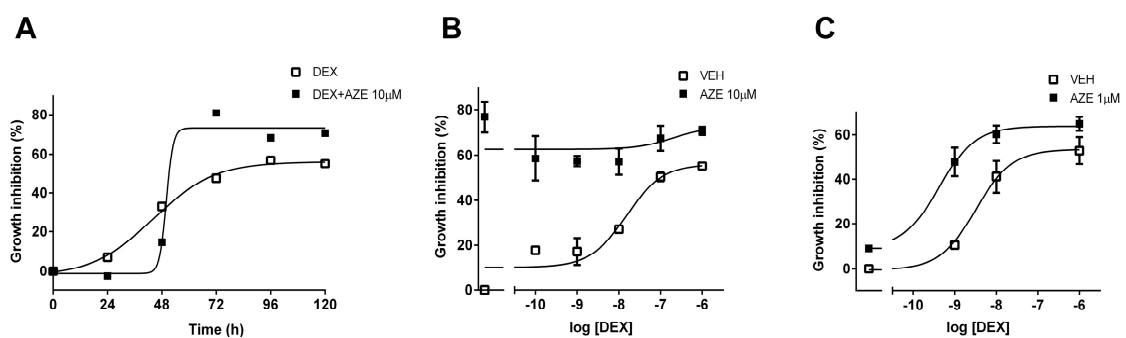 A
DEX
DEX+AZE 10µM
Growth inhibition (%)
80
60
40
20
0
0 24 48 72 96 120
Time (h)
B
VEH
AZE 10µM
Growth inhibition (%)
80
60
40
20
0
-10 -9 -8 -7 -6
log [DEX]
C
VEH
AZE 1µM
Growth inhibition (%)
60
40
20
0
-10 -9 -8 -7 -6
log [DEX]